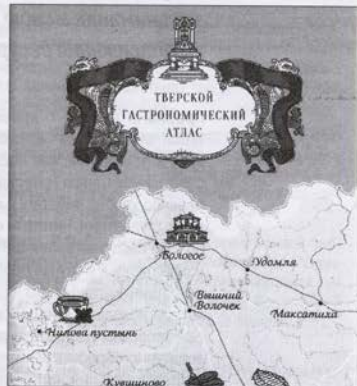 ТВЕРСКОЙ
ГАСТРОНОМИЧЕСКИЙ
АТЛАС
Бологое
Удомля
Вышний
Волочек
Максатиха
Нилова пустынь
Кувшиново